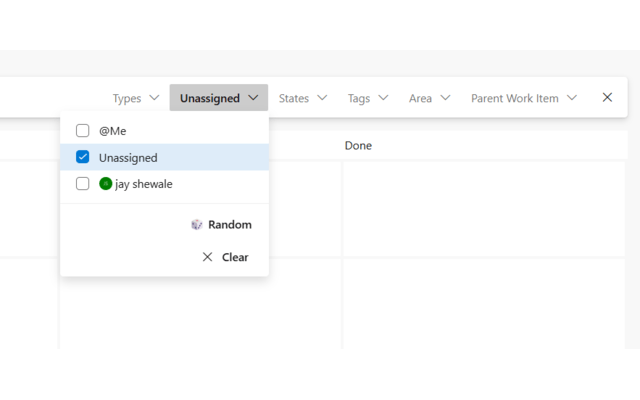 Types Unassigned States Tags Area Parent Work Item
@Me
Done
Unassigned
jay shewale
Random
Clear